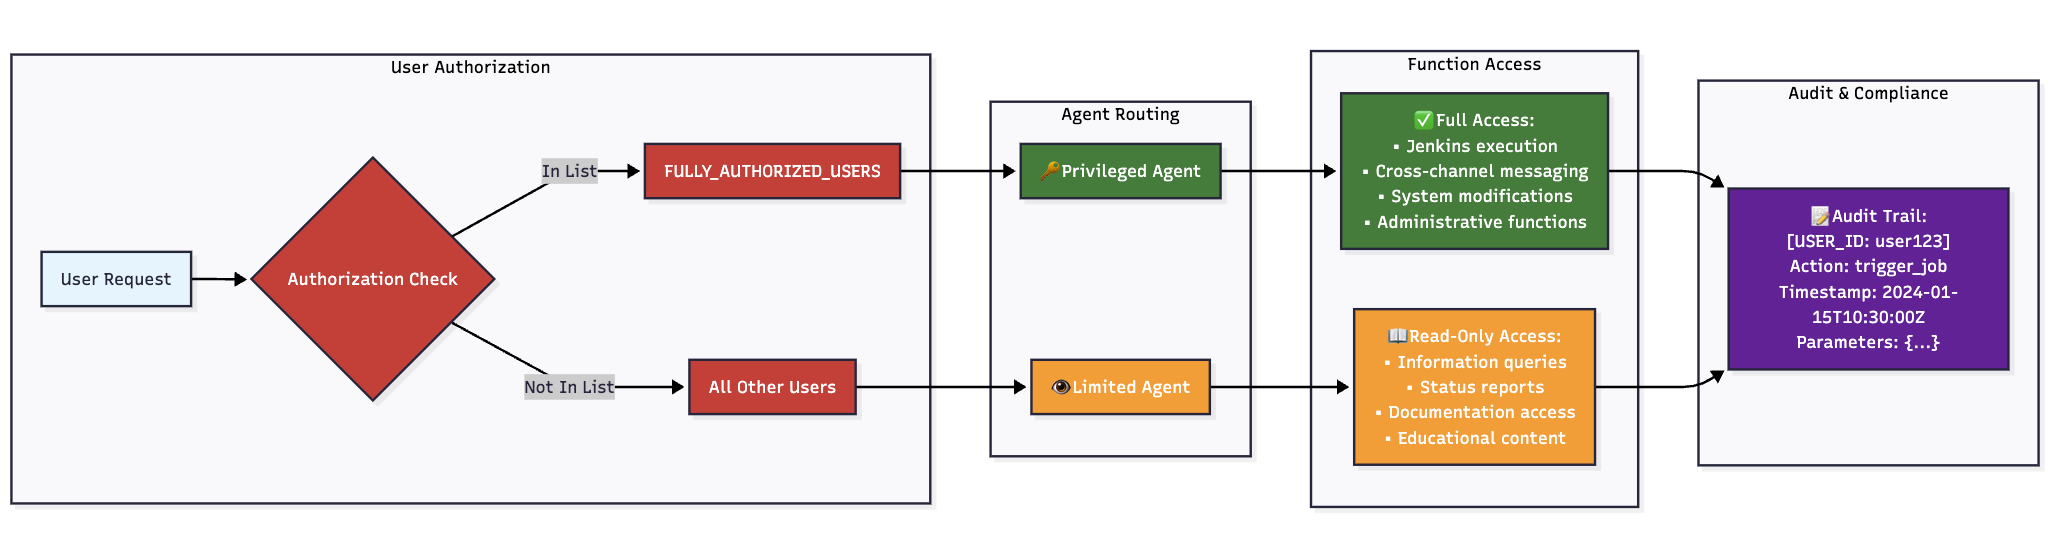 User Authorization
User Request
Authorization Check
In List
Not In List
FULLY_AUTHORIZED_USERS
All Other Users
Agent Routing
🔑Privileged Agent
👁️Limited Agent
Function Access
✅Full Access:
▪ Jenkins execution
▪ Cross-channel messaging
▪ System modifications
▪ Administrative functions
📖Read-Only Access:
▪ Information queries
▪ Status reports
▪ Documentation access
▪ Educational content
Audit & Compliance
📝Audit Trail:
[USER_ID: user123]
Action: trigger_job
Timestamp: 2024-01-
15T10:30:00Z
Parameters: {...}